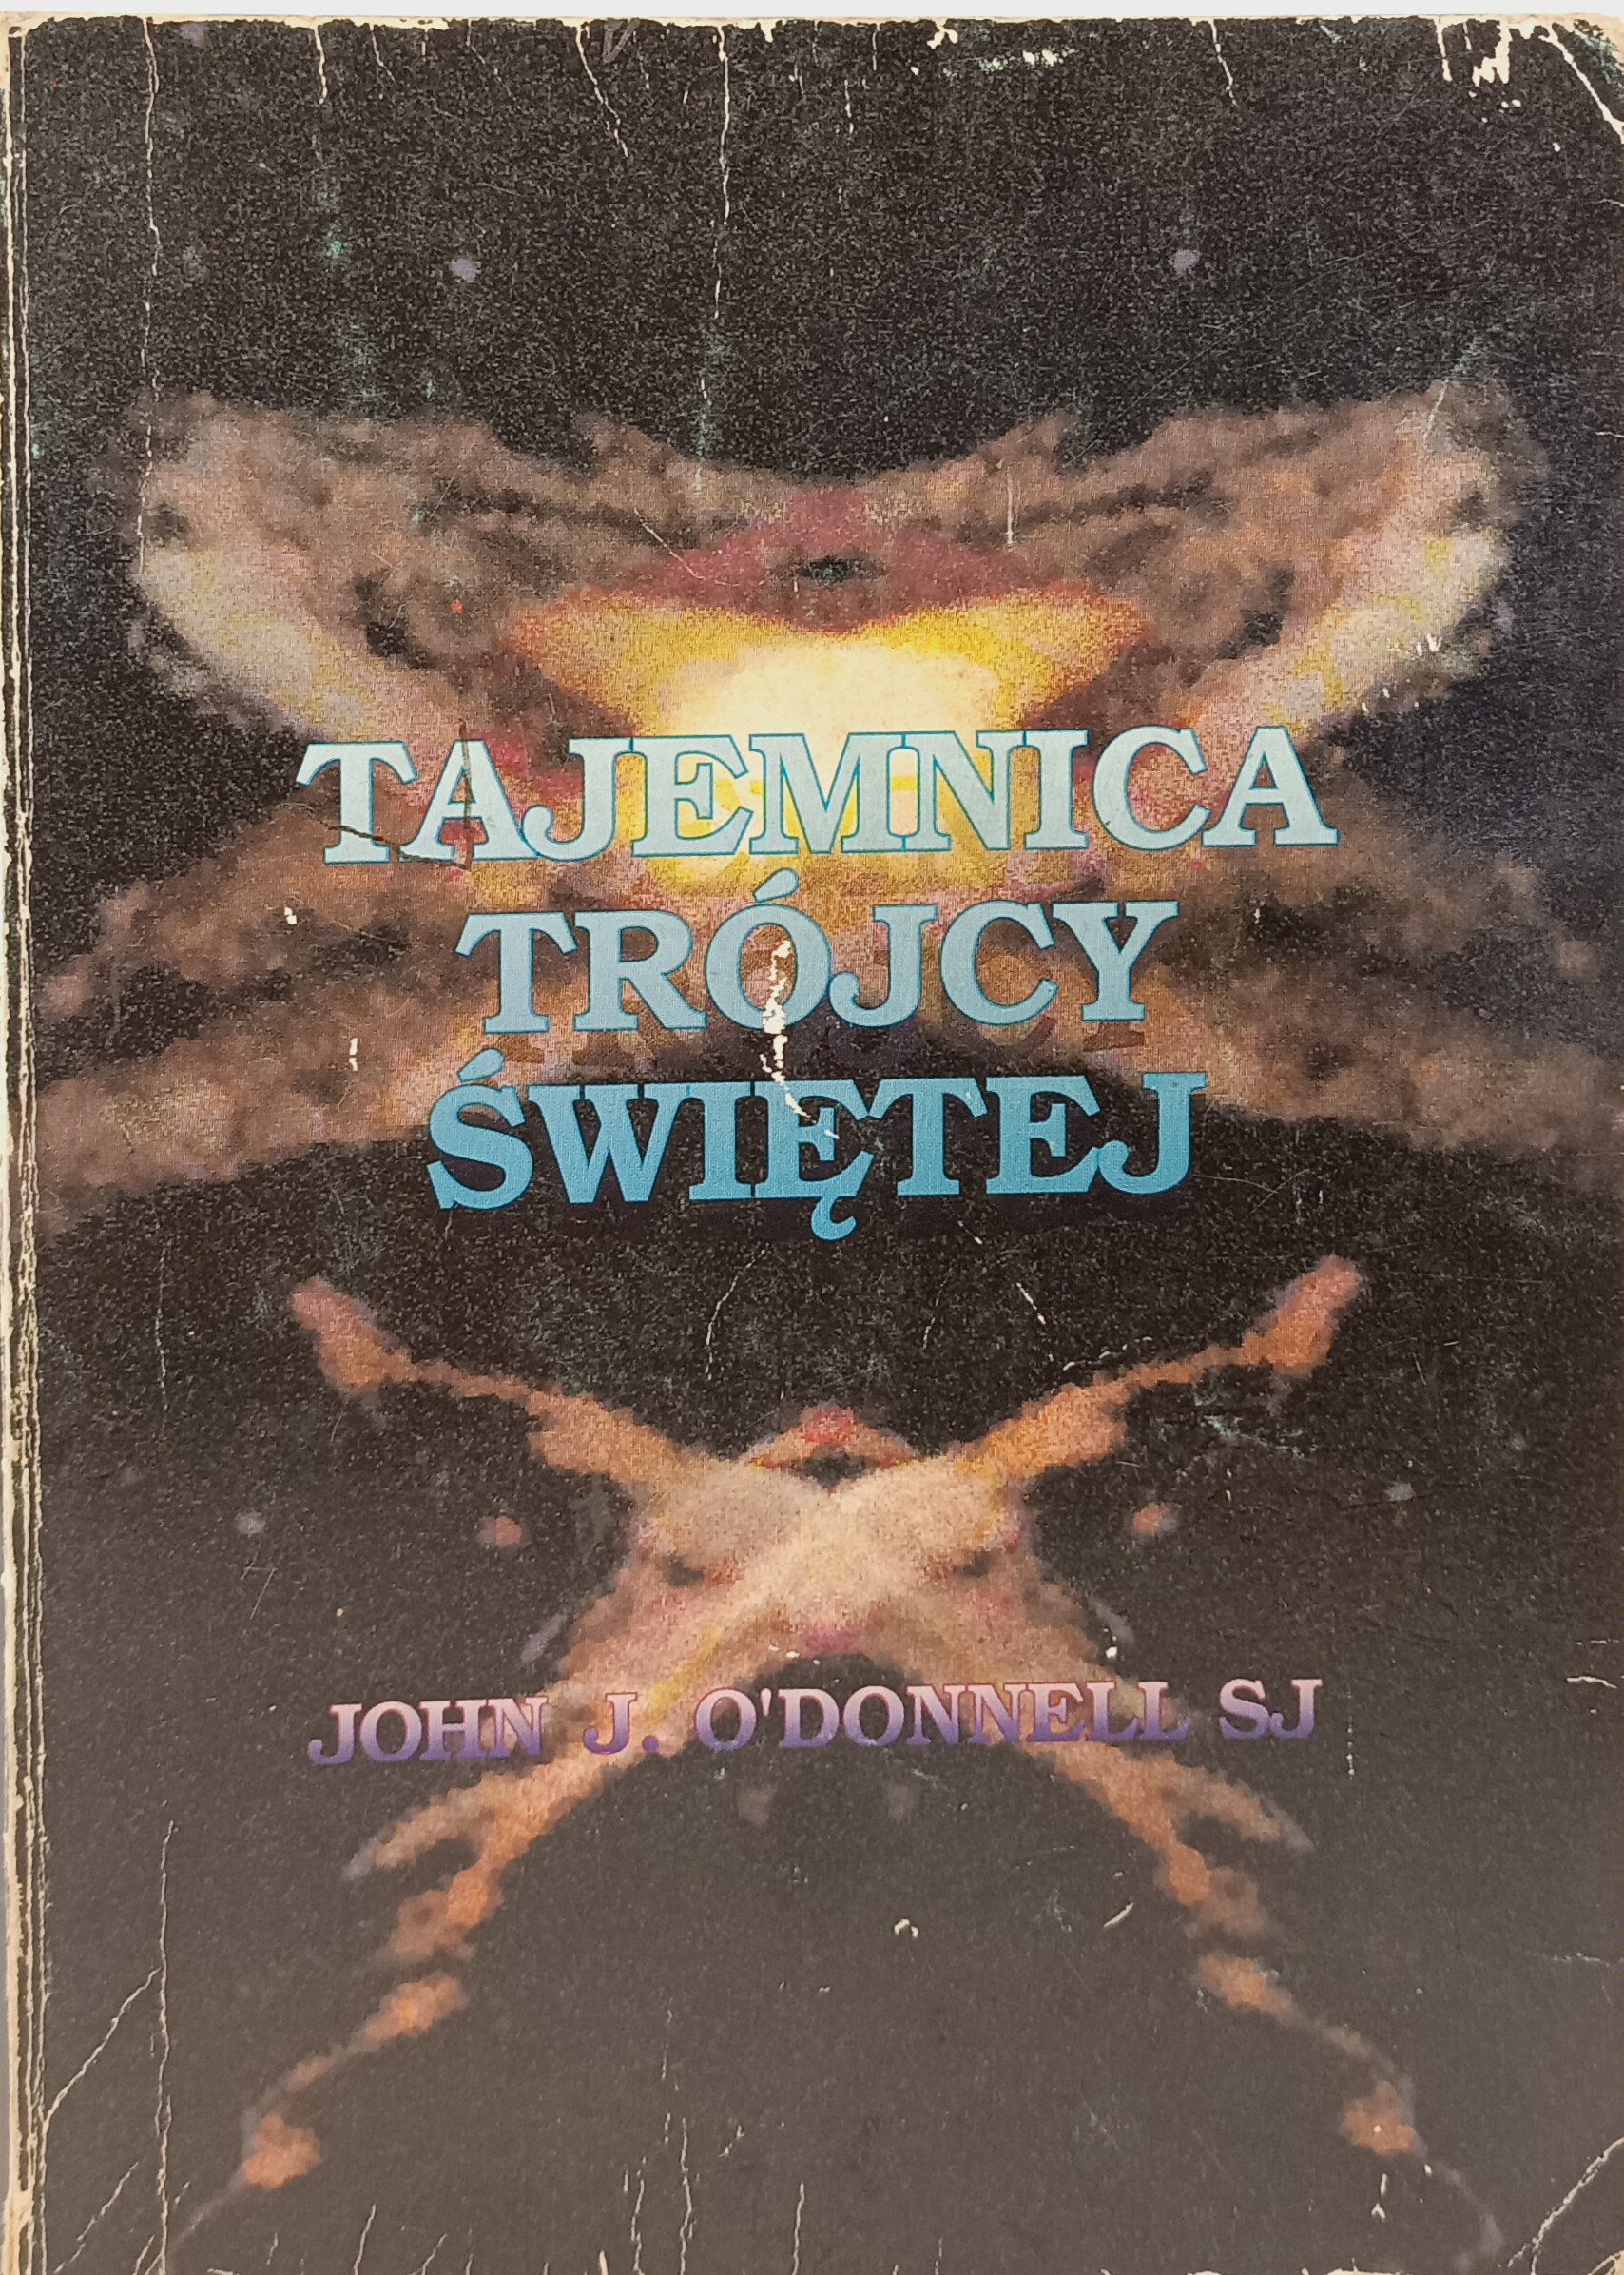 TAJEMNICA
TRÓJCY
ŚWIĘTEJ
JOHN J. O'DONNELL SJ